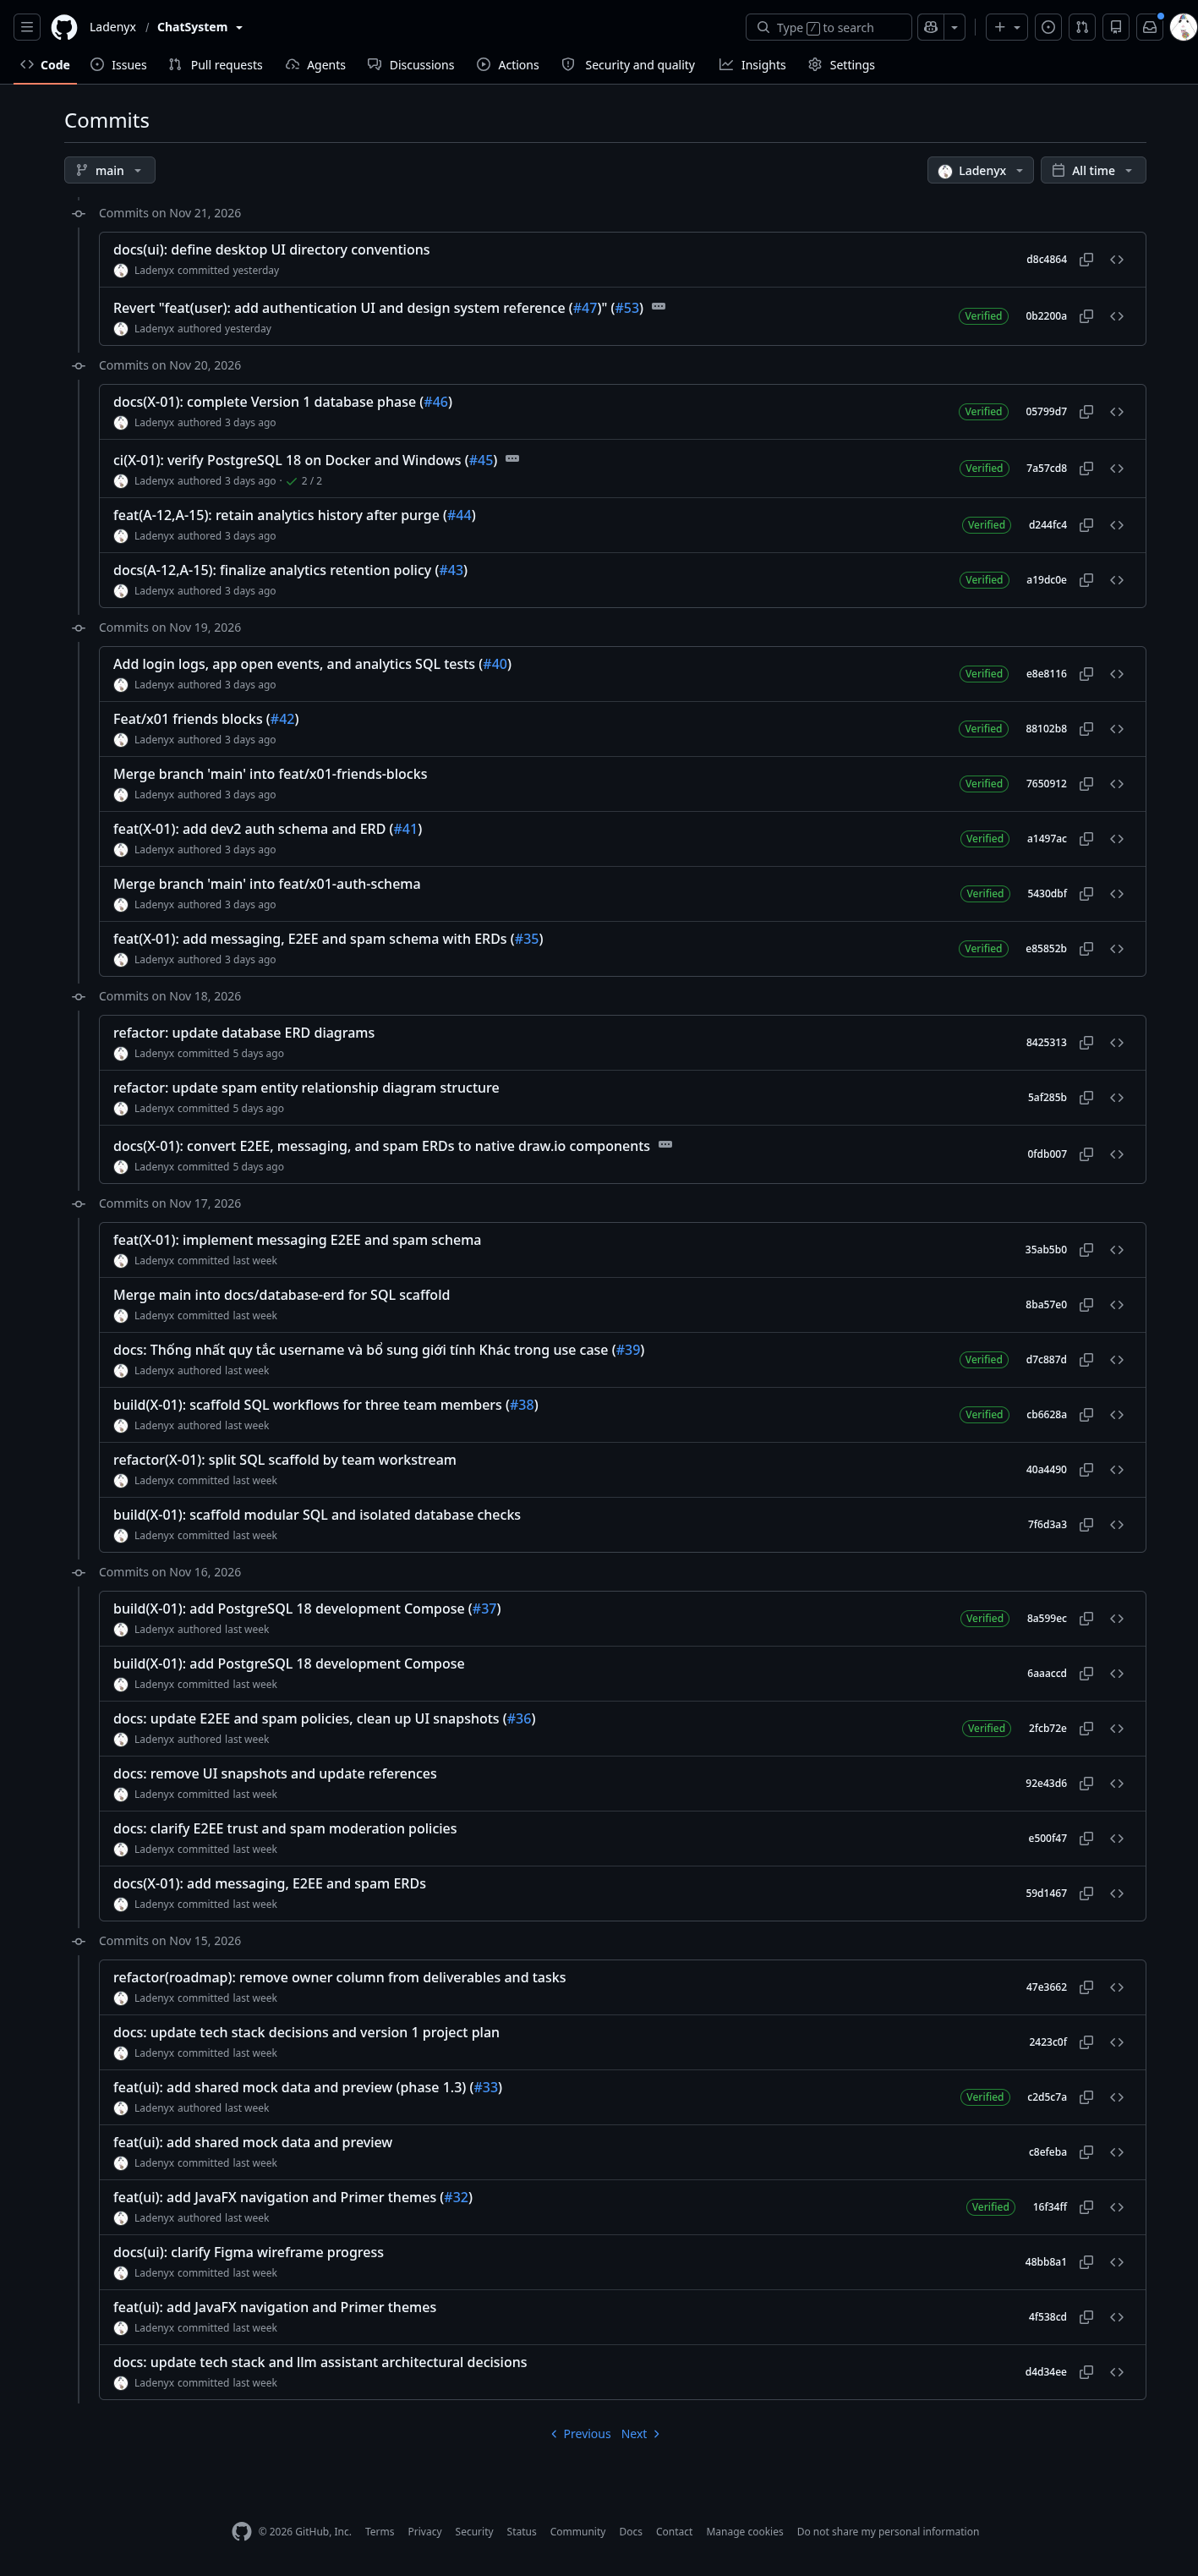 Ladenyx / ChatSystem
Type / to search
Code Issues Pull requests Agents Discussions Actions Security and quality Insights Settings
Commits
main
Ladenyx All time
Commits on Nov 21, 2026
docs(ui): define desktop UI directory conventions
Ladenyx committed yesterday
d8c4864
Revert "feat(user): add authentication UI and design system reference (#47)" (#53)
Ladenyx authored yesterday
Verified 0b2200a
Commits on Nov 20, 2026
docs(X-01): complete Version 1 database phase (#46)
Ladenyx authored 3 days ago
Verified 05799d7
ci(X-01): verify PostgreSQL 18 on Docker and Windows (#45)
Ladenyx authored 3 days ago · 2 / 2
Verified 7a57cd8
feat(A-12,A-15): retain analytics history after purge (#44)
Ladenyx authored 3 days ago
Verified d244fc4
docs(A-12,A-15): finalize analytics retention policy (#43)
Ladenyx authored 3 days ago
Verified a19dc0e
Commits on Nov 19, 2026
Add login logs, app open events, and analytics SQL tests (#40)
Ladenyx authored 3 days ago
Verified e8e8116
Feat/x01 friends blocks (#42)
Ladenyx authored 3 days ago
Verified 88102b8
Merge branch 'main' into feat/x01-friends-blocks
Ladenyx authored 3 days ago
Verified 7650912
feat(X-01): add dev2 auth schema and ERD (#41)
Ladenyx authored 3 days ago
Verified a1497ac
Merge branch 'main' into feat/x01-auth-schema
Ladenyx authored 3 days ago
Verified 5430dbf
feat(X-01): add messaging, E2EE and spam schema with ERDs (#35)
Ladenyx authored 3 days ago
Verified e85852b
Commits on Nov 18, 2026
refactor: update database ERD diagrams
Ladenyx committed 5 days ago
8425313
refactor: update spam entity relationship diagram structure
Ladenyx committed 5 days ago
5af285b
docs(X-01): convert E2EE, messaging, and spam ERDs to native draw.io components
Ladenyx committed 5 days ago
0fdb007
Commits on Nov 17, 2026
feat(X-01): implement messaging E2EE and spam schema
Ladenyx committed last week
35ab5b0
Merge main into docs/database-erd for SQL scaffold
Ladenyx committed last week
8ba57e0
docs: Thống nhất quy tắc username và bổ sung giới tính Khác trong use case (#39)
Ladenyx authored last week
Verified d7c887d
build(X-01): scaffold SQL workflows for three team members (#38)
Ladenyx authored last week
Verified cb6628a
refactor(X-01): split SQL scaffold by team workstream
Ladenyx committed last week
40a4490
build(X-01): scaffold modular SQL and isolated database checks
Ladenyx committed last week
7f6d3a3
Commits on Nov 16, 2026
build(X-01): add PostgreSQL 18 development Compose (#37)
Ladenyx authored last week
Verified 8a599ec
build(X-01): add PostgreSQL 18 development Compose
Ladenyx committed last week
6aaaccd
docs: update E2EE and spam policies, clean up UI snapshots (#36)
Ladenyx authored last week
Verified 2fcb72e
docs: remove UI snapshots and update references
Ladenyx committed last week
92e43d6
docs: clarify E2EE trust and spam moderation policies
Ladenyx committed last week
e500f47
docs(X-01): add messaging, E2EE and spam ERDs
Ladenyx committed last week
59d1467
Commits on Nov 15, 2026
refactor(roadmap): remove owner column from deliverables and tasks
Ladenyx committed last week
47e3662
docs: update tech stack decisions and version 1 project plan
Ladenyx committed last week
2423c0f
feat(ui): add shared mock data and preview (phase 1.3) (#33)
Ladenyx authored last week
Verified c2d5c7a
feat(ui): add shared mock data and preview
Ladenyx committed last week
c8efeba
feat(ui): add JavaFX navigation and Primer themes (#32)
Ladenyx authored last week
Verified 16f34ff
docs(ui): clarify Figma wireframe progress
Ladenyx committed last week
48bb8a1
feat(ui): add JavaFX navigation and Primer themes
Ladenyx committed last week
4f538cd
docs: update tech stack and llm assistant architectural decisions
Ladenyx committed last week
d4d34ee
Previous Next
© 2026 GitHub, Inc. Terms Privacy Security Status Community Docs Contact Manage cookies Do not share my personal information